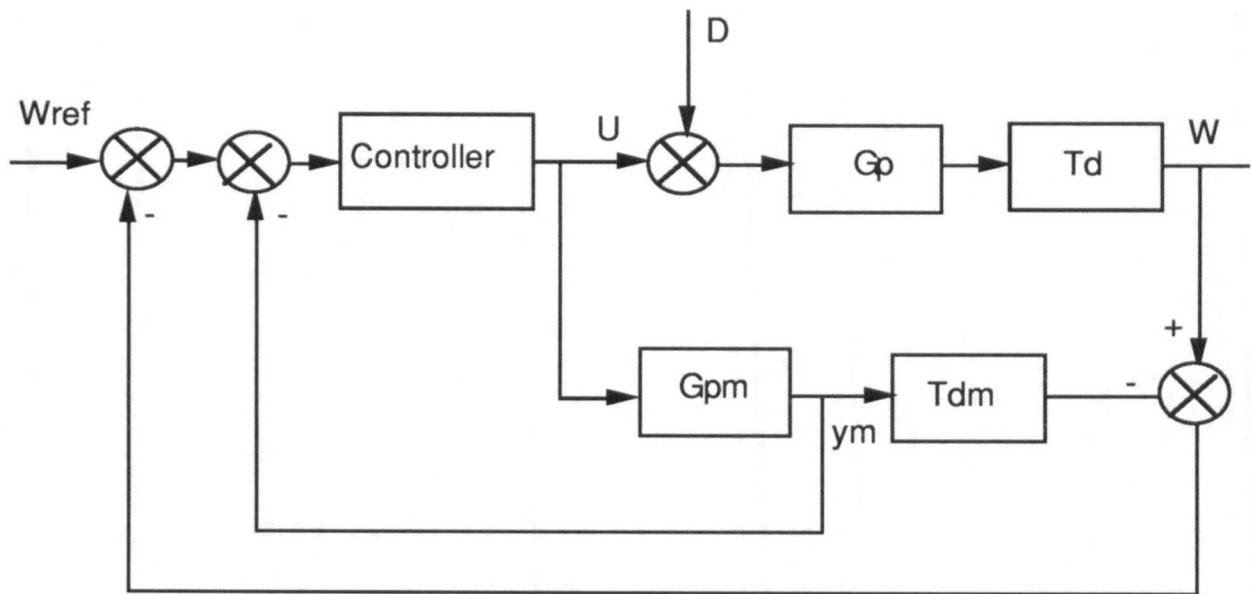 D
Wref
U
W
Controller
Gp
Td
-
-
+
Gpm
Tdm
-
ym